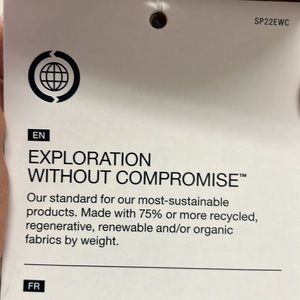 SP22EWC
EN
EXPLORATION
WITHOUT COMPROMISE™
Our standard for our most-sustainable
products. Made with 75% or more recycled,
regenerative, renewable and/or organic
fabrics by weight.
FR